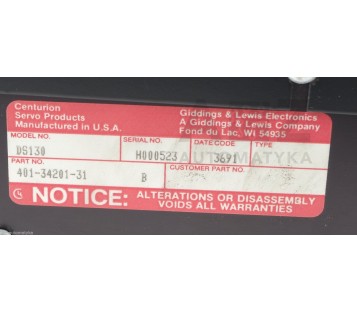 Centurion Giddings & Lewis Electronics
Servo Products A Giddings & Lewis Company
Manufactured in U.S.A. Fond du Lac, WI 54935
MODEL NO. SERIAL NO. DATE CODE TYPE
DS130 H000523 3691
AUTOMATYKA
PART NO. CUSTOMER PART NO.
401-34201-31 B
NOTICE: ALTERATIONS OR DISASSEMBLY
VOIDS ALL WARRANTIES